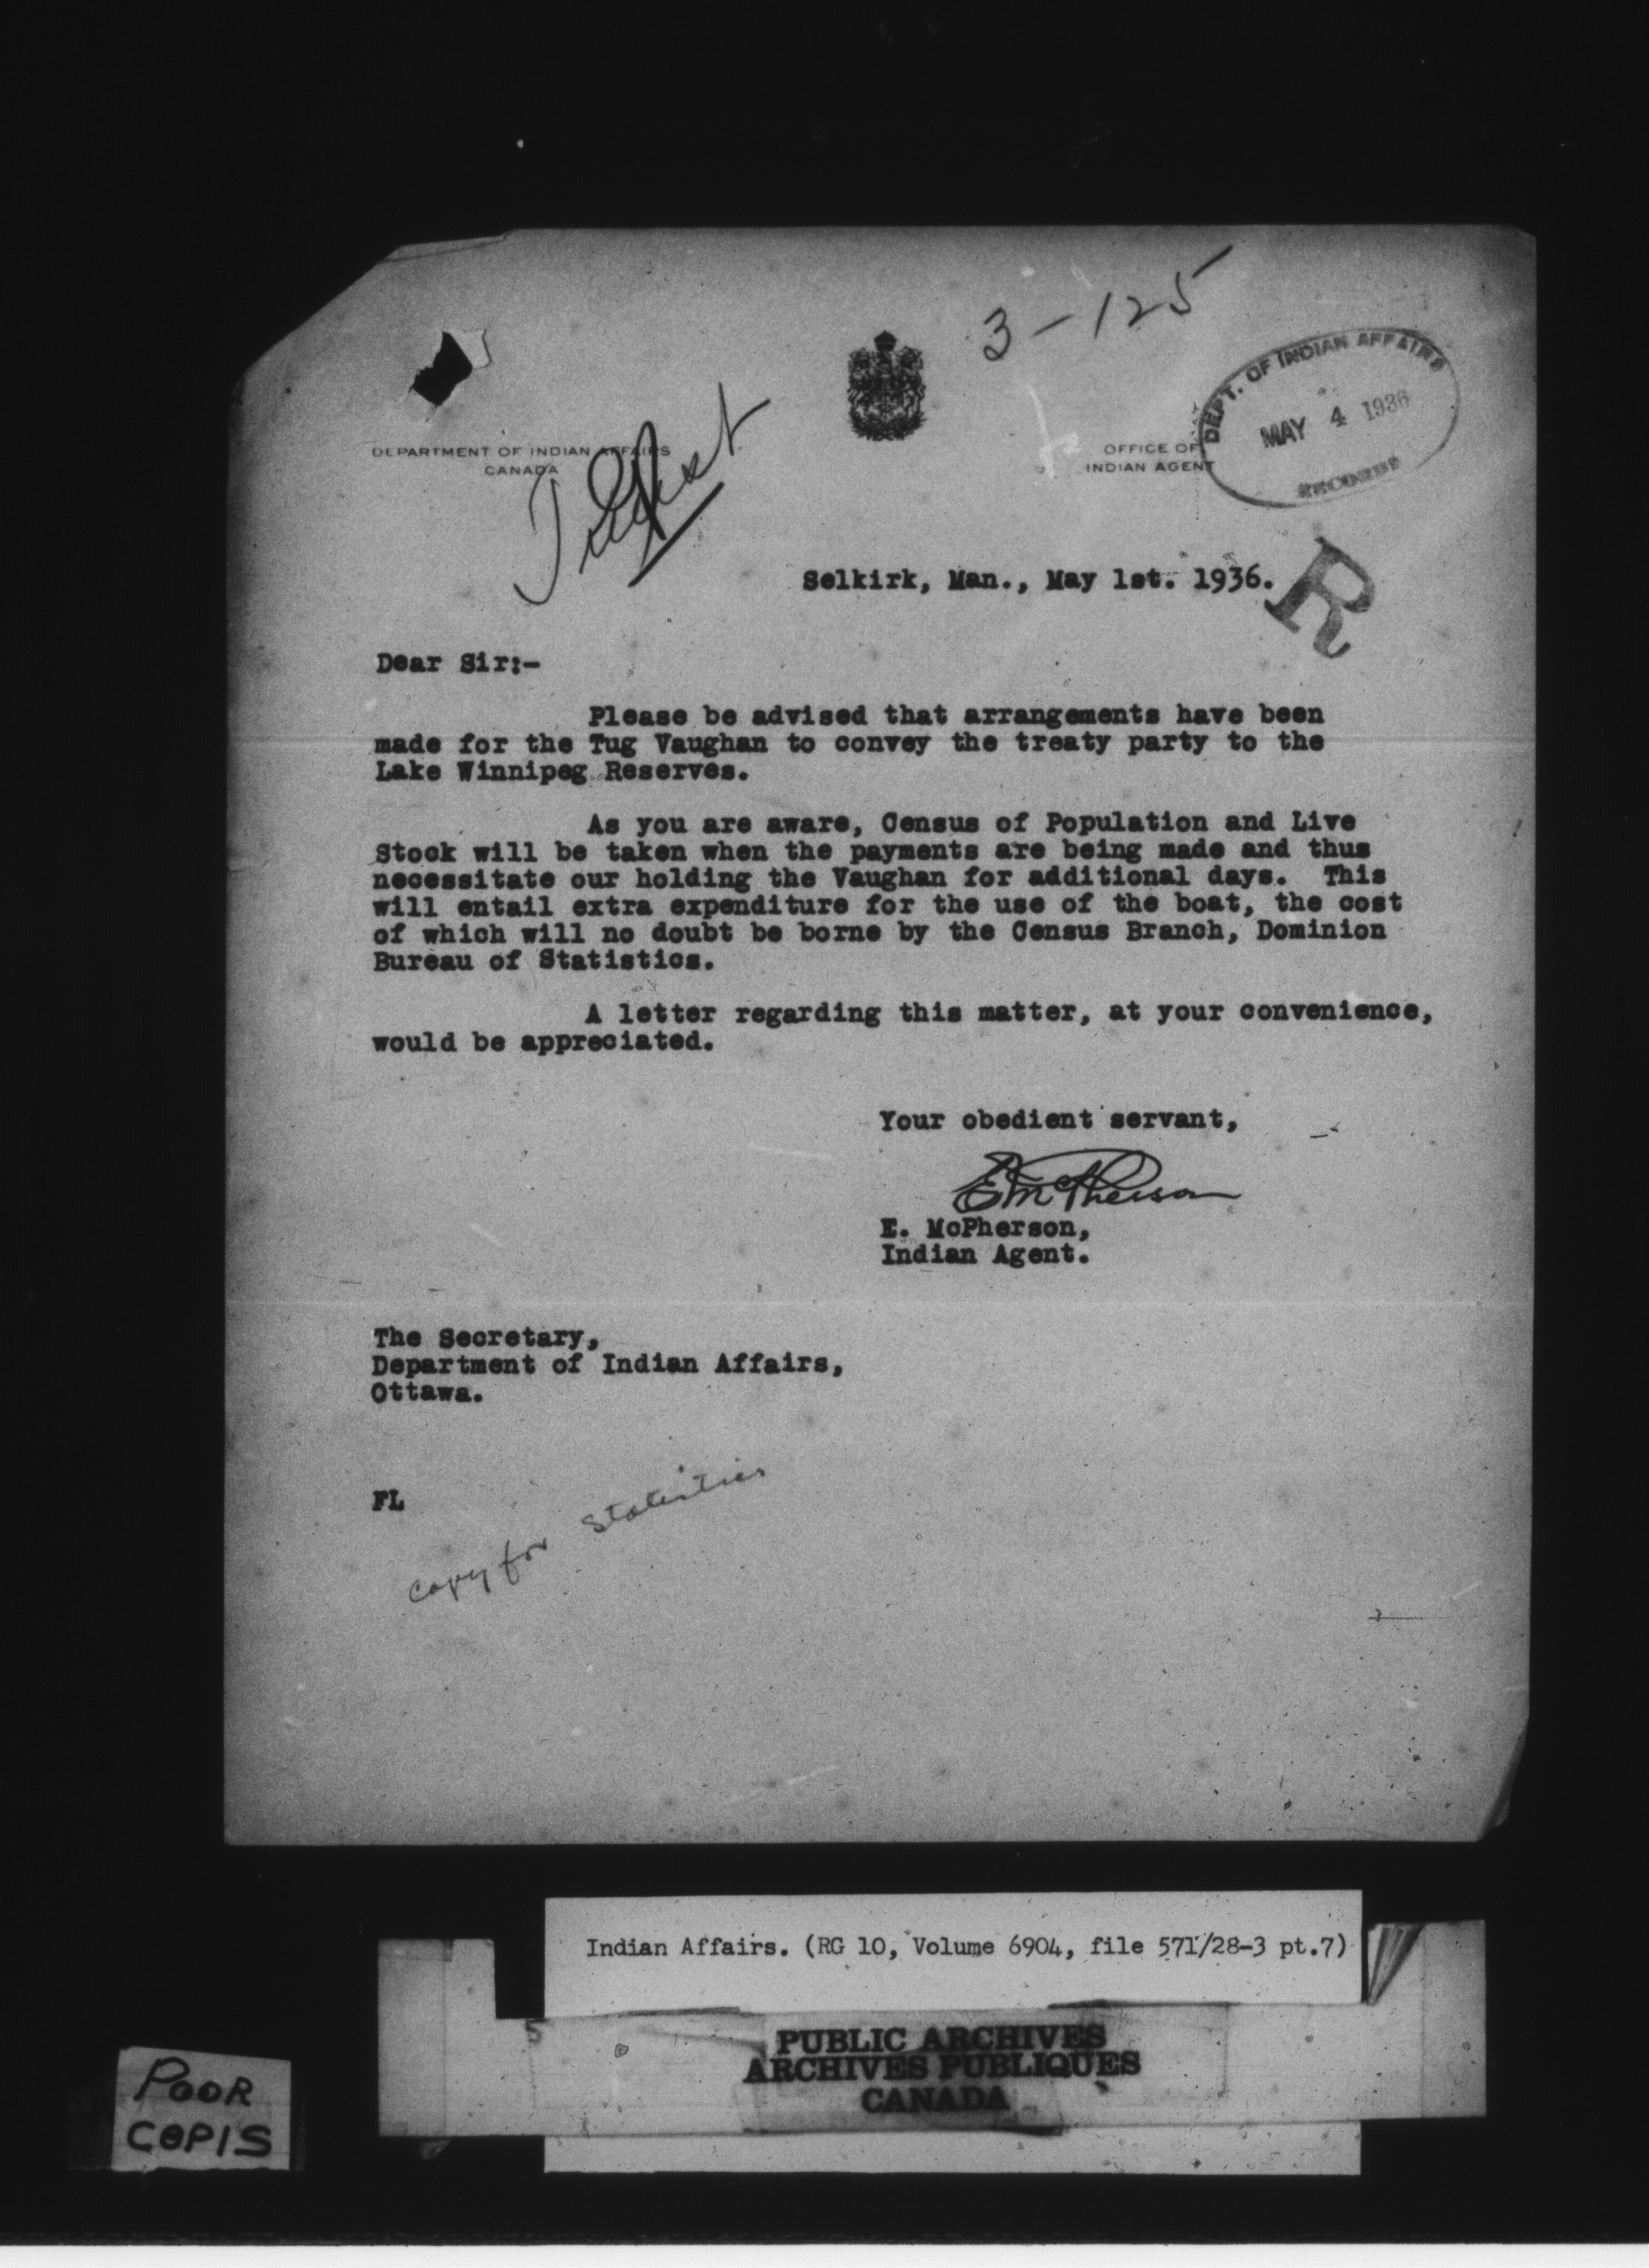 3-125
DEPARTMENT OF INDIAN AFFAIRS
CANADA
OFFICE OF
INDIAN AGENT
DEPT. OF INDIAN AFFAIRS
MAY 4 1936
RECORDS
R
Selkirk, Man., May 1st. 1936.
Dear Sir:-
Please be advised that arrangements have been
made for the Tug Vaughan to convey the treaty party to the
Lake Winnipeg Reserves.
As you are aware, Census of Population and Live
Stock will be taken when the payments are being made and thus
necessitate our holding the Vaughan for additional days. This
will entail extra expenditure for the use of the boat, the cost
of which will no doubt be borne by the Census Branch, Dominion
Bureau of Statistics.
A letter regarding this matter, at your convenience,
would be appreciated.
Your obedient servant,
E McPherson
E. McPherson,
Indian Agent.
The Secretary,
Department of Indian Affairs,
Ottawa.
FL
Copy for Statistics
Indian Affairs. (RG 10, Volume 6904, file 571/28-3 pt.7)
5
PUBLIC ARCHIVES
ARCHIVES PUBLIQUES
CANADA
POOR
COPIS